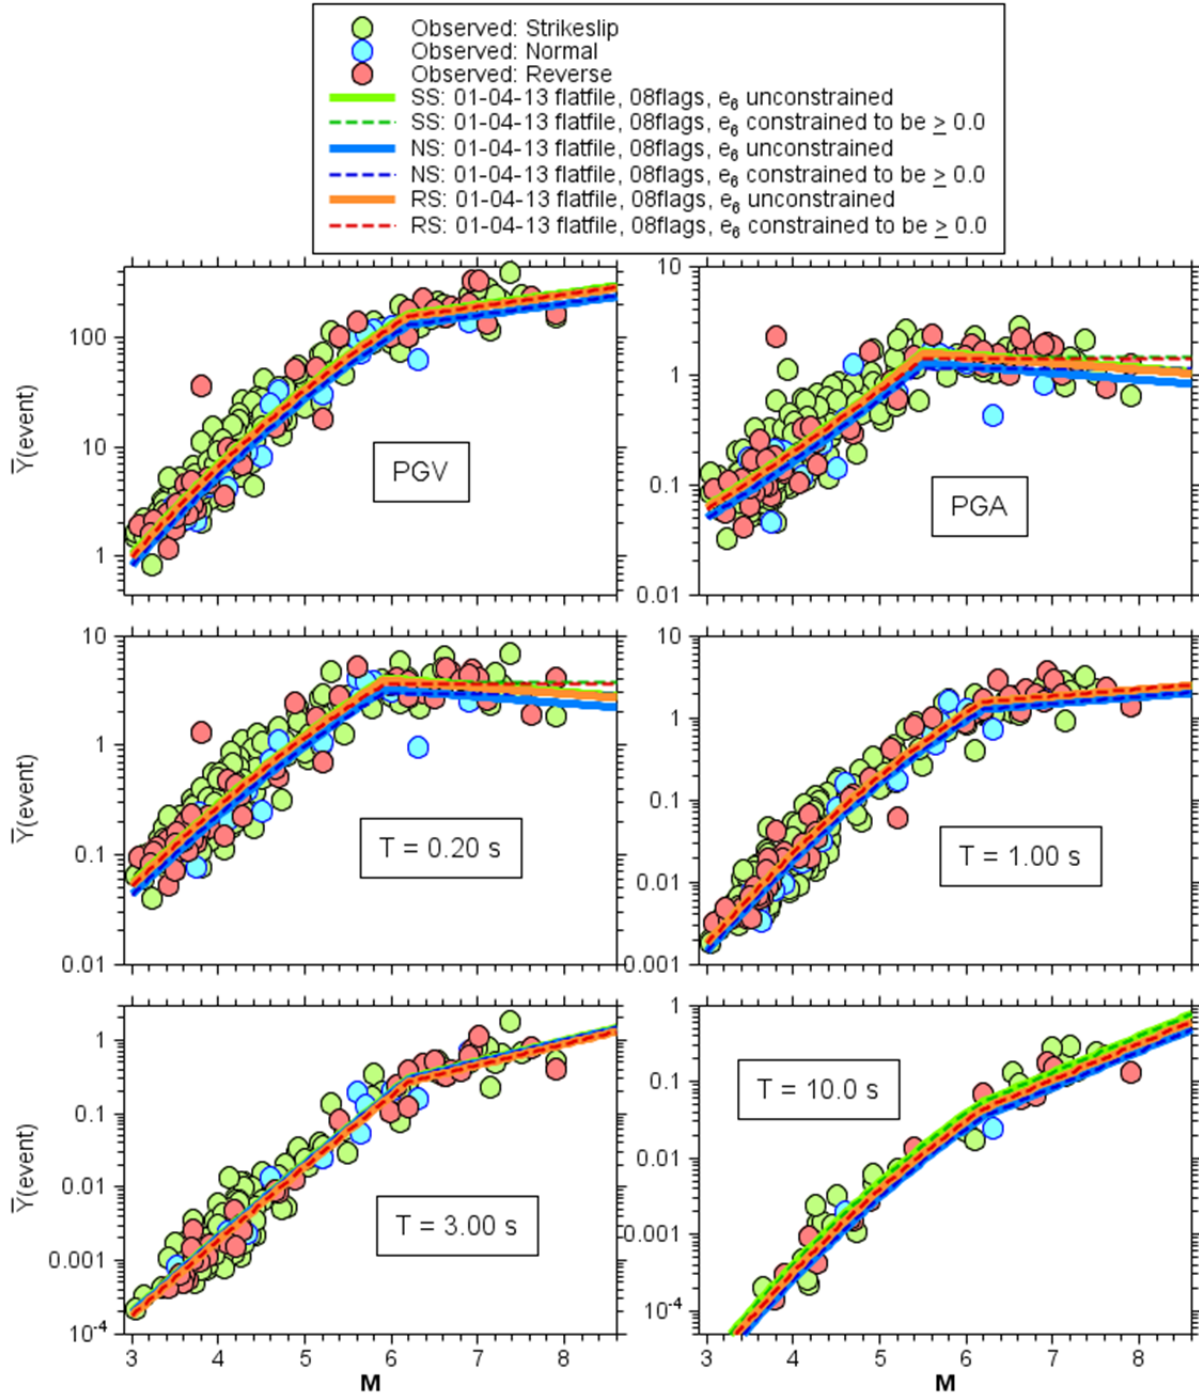 Observed: Strikeslip
Observed: Normal
Observed: Reverse
SS: 01-04-13 flatfile, 08flags, e6 unconstrained
SS: 01-04-13 flatfile, 08flags, e6 constrained to be ≥ 0.0
NS: 01-04-13 flatfile, 08flags, e6 unconstrained
NS: 01-04-13 flatfile, 08flags, e6 constrained to be ≥ 0.0
RS: 01-04-13 flatfile, 08flags, e6 unconstrained
RS: 01-04-13 flatfile, 08flags, e6 constrained to be ≥ 0.0
100
10
1
Ȳ(event)
PGV
10
1
0.1
0.01
PGA
10
1
0.1
0.01
Ȳ(event)
T = 0.20 s
10
1
0.1
0.01
0.001
T = 1.00 s
1
0.1
0.01
0.001
10-4
Ȳ(event)
T = 3.00 s
3 4 5 6 7 8
M
1
0.1
0.01
0.001
10-4
T = 10.0 s
3 4 5 6 7 8
M